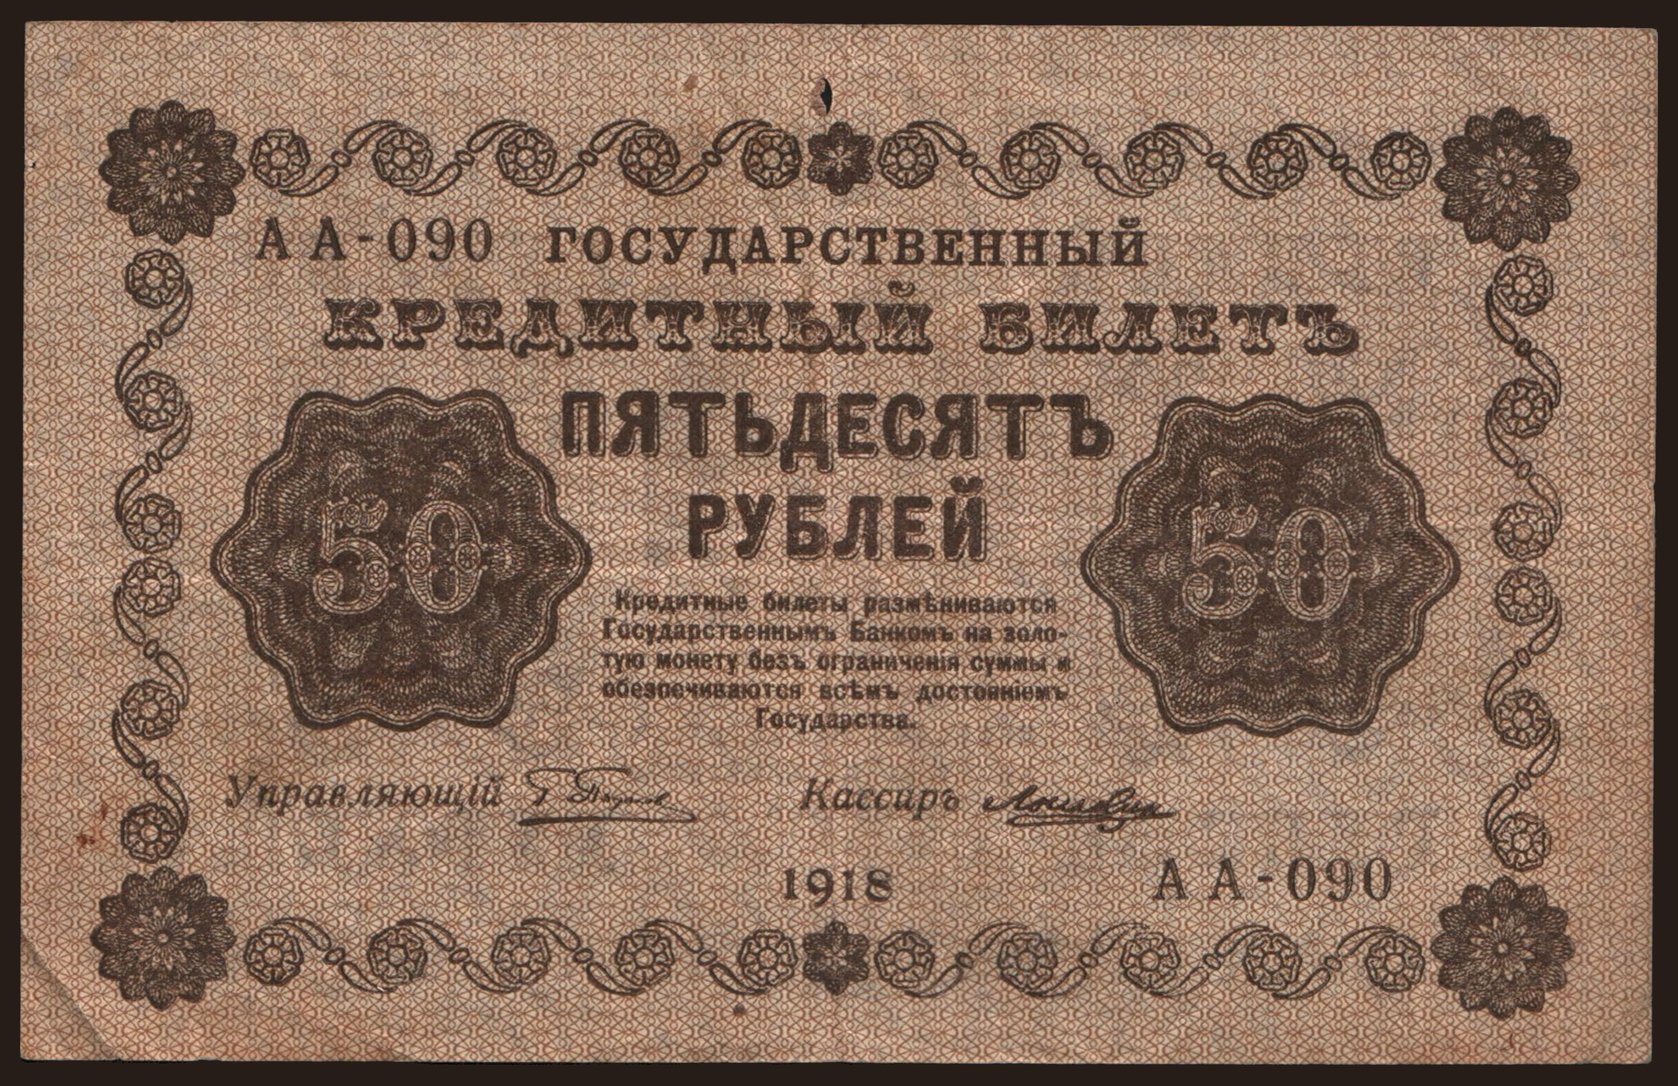 АА-090 ГОСУДАРСТВЕННЫЙ
КРЕДИТНЫЙ БИЛЕТЪ
ПЯТЬДЕСЯТЪ
РУБЛЕЙ
50
50
Кредитные билеты размѣниваются
Государственнымъ Банкомъ на золо-
тую монету безъ ограниченія суммы и
обезпечиваются всѣмъ достояніемъ
Государства.
Управляющій
Кассиръ
1918
АА-090